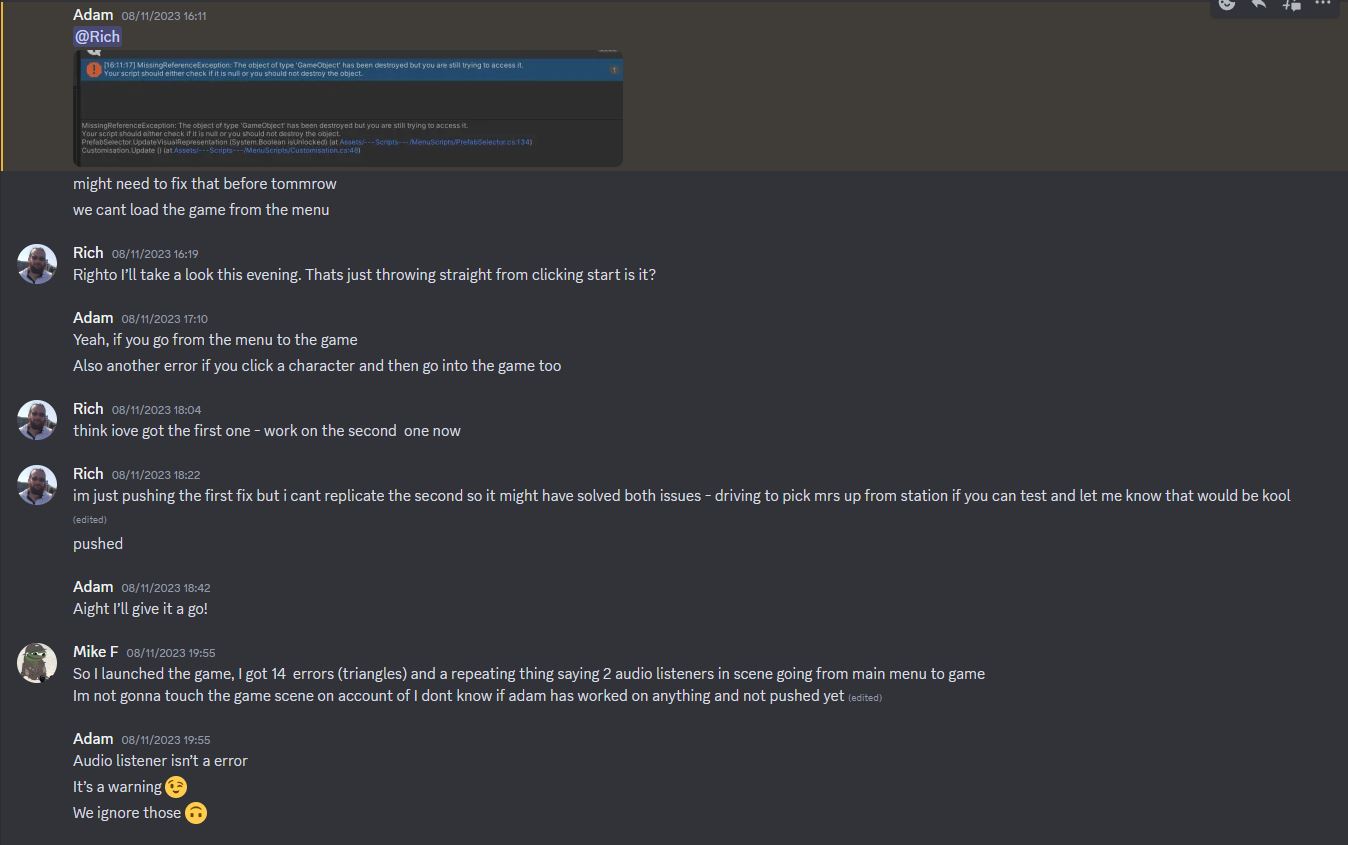 Adam 08/11/2023 16:11
@Rich
[16:11:17] MissingReferenceException: The object of type 'GameObject' has been destroyed but you are still trying to access it.
Your script should either check if it is null or you should not destroy the object.
1
MissingReferenceException: The object of type 'GameObject' has been destroyed but you are still trying to access it.
Your script should either check if it is null or you should not destroy the object.
PrefabSelector.UpdateVisualRepresentation (System.Boolean isUnlocked) (at Assets/---Scripts---/MenuScripts/PrefabSelector.cs:134)
Customisation.Update () (at Assets/---Scripts---/MenuScripts/Customisation.cs:48)
might need to fix that before tommrow
we cant load the game from the menu
Rich 08/11/2023 16:19
Righto I'll take a look this evening. Thats just throwing straight from clicking start is it?
Adam 08/11/2023 17:10
Yeah, if you go from the menu to the game
Also another error if you click a character and then go into the game too
Rich 08/11/2023 18:04
think iove got the first one - work on the second  one now
Rich 08/11/2023 18:22
im just pushing the first fix but i cant replicate the second so it might have solved both issues - driving to pick mrs up from station if you can test and let me know that would be kool
(edited)
pushed
Adam 08/11/2023 18:42
Aight I'll give it a go!
Mike F 08/11/2023 19:55
So I launched the game, I got 14  errors (triangles) and a repeating thing saying 2 audio listeners in scene going from main menu to game
Im not gonna touch the game scene on account of I dont know if adam has worked on anything and not pushed yet (edited)
Adam 08/11/2023 19:55
Audio listener isn't a error
It's a warning 😉
We ignore those 🙃